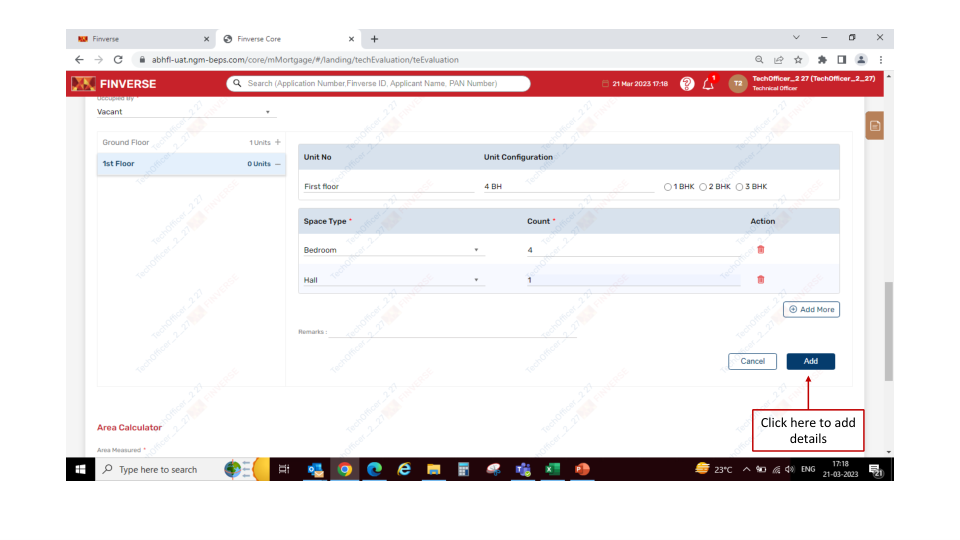 Finverse
Finverse Core
abhfl-uat.ngm-beps.com/core/mMortgage/#/landing/techEvaluation/teEvaluation
FINVERSE
Search (Application Number,Finverse ID, Applicant Name, PAN Number)
21 Mar 2023 17:18
1
T2
TechOfficer_2 27 (TechOfficer_2_27)
Technical Officer
Occupied By *
Vacant
Ground Floor 1 Units +
1st Floor 0 Units −
Unit No Unit Configuration
First floor 4 BH 1 BHK 2 BHK 3 BHK
Space Type * Count * Action
Bedroom 4
Hall 1
Add More
Remarks :
Cancel Add
Click here to add
details
Area Calculator
Area Measured *
Type here to search
23°C
ENG
17:18
21-03-2023
21